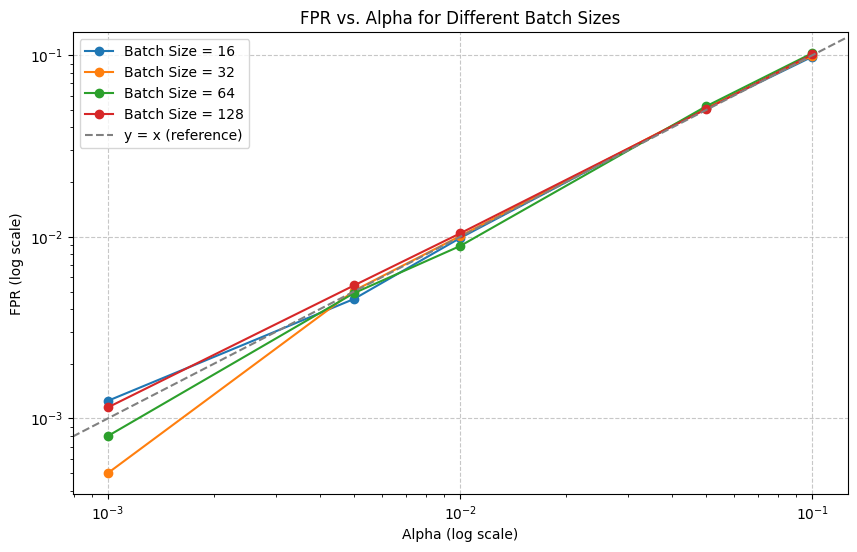 FPR vs. Alpha for Different Batch Sizes
Batch Size = 16
Batch Size = 32
Batch Size = 64
Batch Size = 128
y = x (reference)
FPR (log scale)
10⁻¹
10⁻²
10⁻³
10⁻³ 10⁻² 10⁻¹
Alpha (log scale)